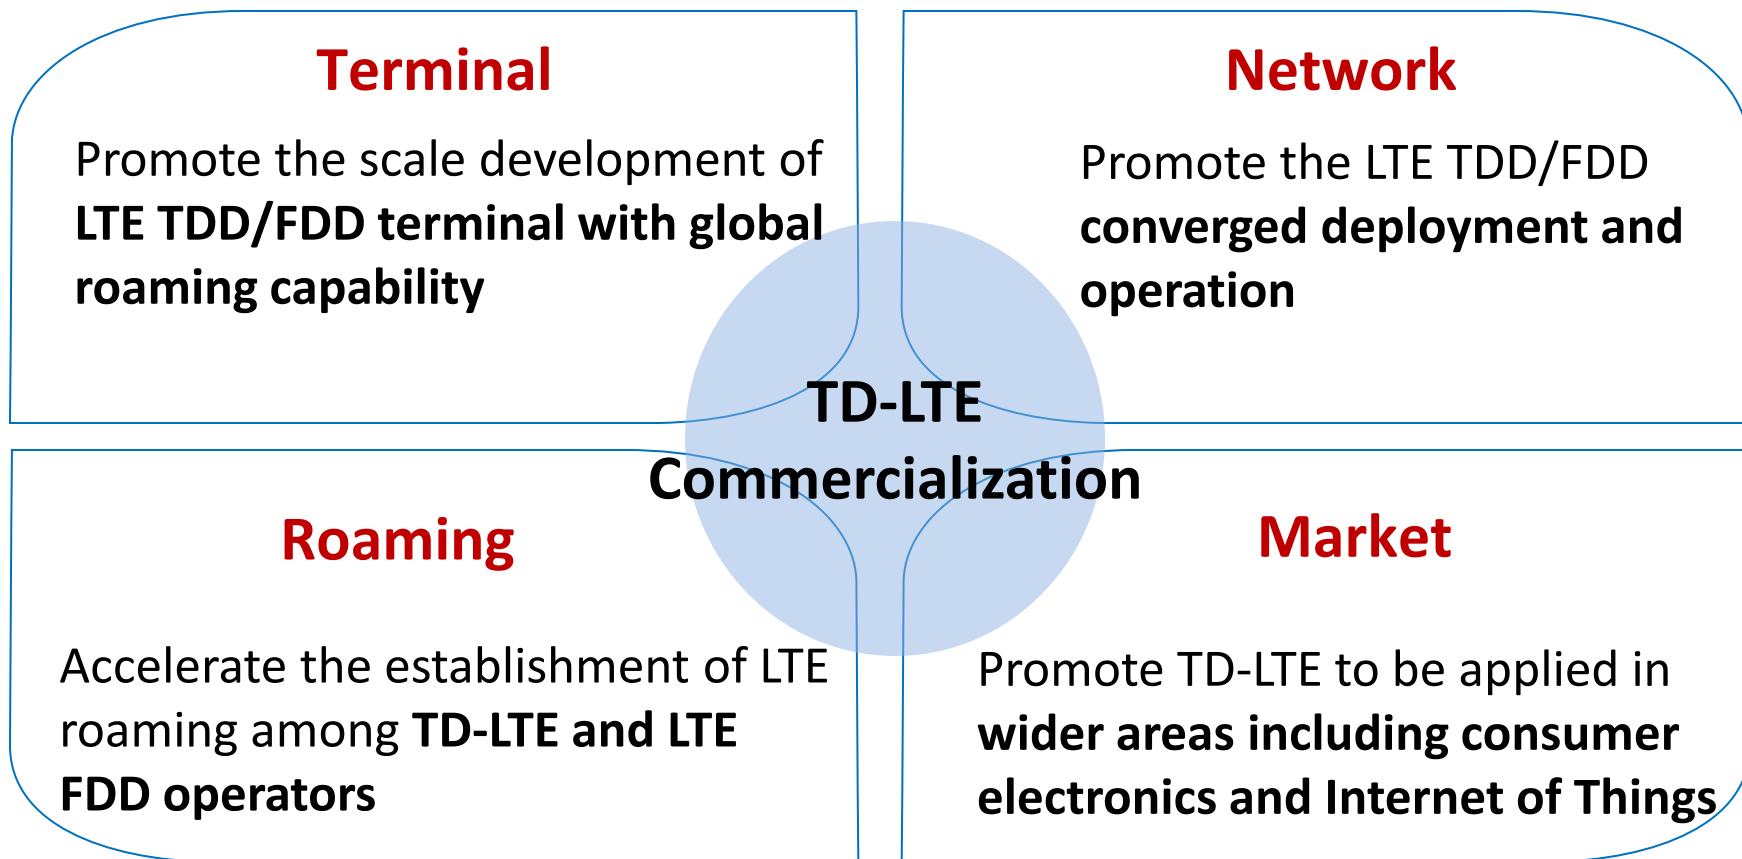 Terminal
Promote the scale development of
LTE TDD/FDD terminal with global
roaming capability
Network
Promote the LTE TDD/FDD
converged deployment and
operation
TD-LTE
Commercialization
Roaming
Accelerate the establishment of LTE
roaming among TD-LTE and LTE
FDD operators
Market
Promote TD-LTE to be applied in
wider areas including consumer
electronics and Internet of Things